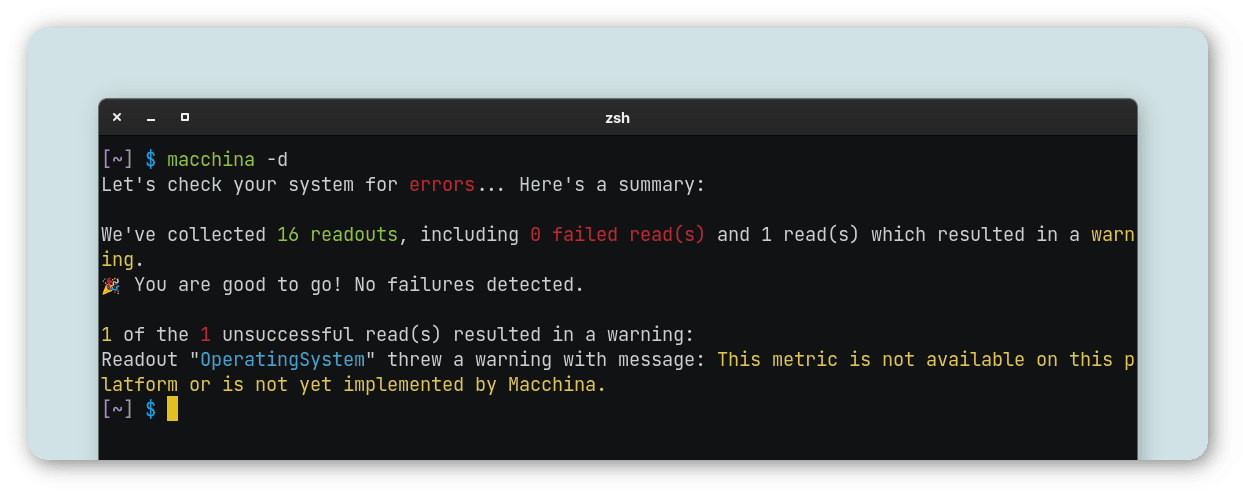 zsh
[~] $ macchina -d
Let's check your system for errors... Here's a summary:
We've collected 16 readouts, including 0 failed read(s) and 1 read(s) which resulted in a warn
ing.
🎉 You are good to go! No failures detected.
1 of the 1 unsuccessful read(s) resulted in a warning:
Readout "OperatingSystem" threw a warning with message: This metric is not available on this p
latform or is not yet implemented by Macchina.
[~] $